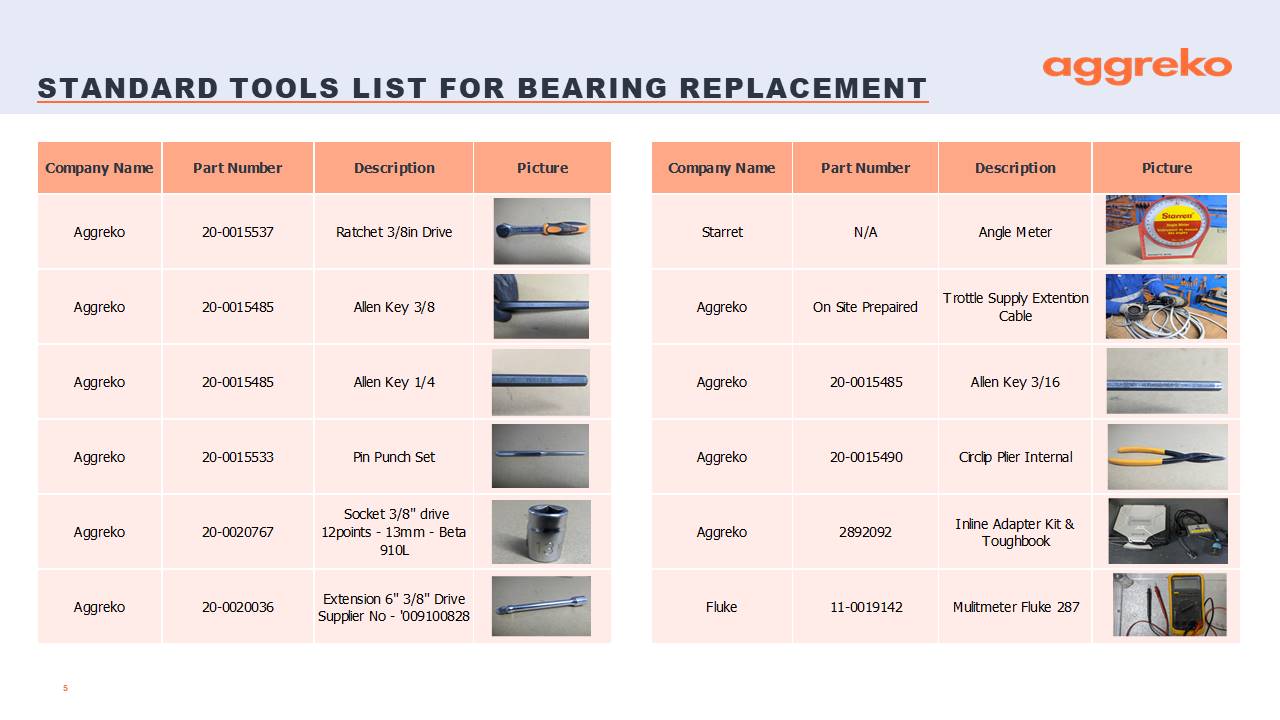 STANDARD TOOLS LIST FOR BEARING REPLACEMENT
aggreko
Company Name Part Number Description Picture
Aggreko 20-0015537 Ratchet 3/8in Drive
Aggreko 20-0015485 Allen Key 3/8
Aggreko 20-0015485 Allen Key 1/4
Aggreko 20-0015533 Pin Punch Set
Aggreko 20-0020767 Socket 3/8" drive
12points - 13mm - Beta
910L
13
Aggreko 20-0020036 Extension 6" 3/8" Drive
Supplier No - '009100828
Company Name Part Number Description Picture
Starret N/A Angle Meter
Starrett
Angle Meter
Aggreko On Site Prepaired Trottle Supply Extention
Cable
Aggreko 20-0015485 Allen Key 3/16
Aggreko 20-0015490 Circlip Plier Internal
Aggreko 2892092 Inline Adapter Kit &
Toughbook
Fluke 11-0019142 Mulitmeter Fluke 287
5